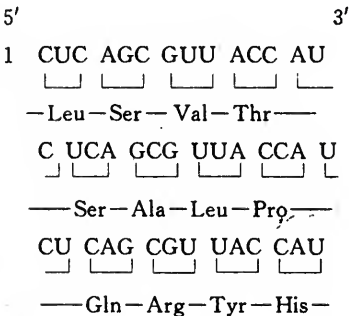 5′ 3′
1 CUC AGC GUU ACC AU
—Leu—Ser—Val—Thr—
C UCA GCG UUA CCA U
—Ser—Ala—Leu—Pro—
CU CAG CGU UAC CAU
—Gln—Arg—Tyr—His—